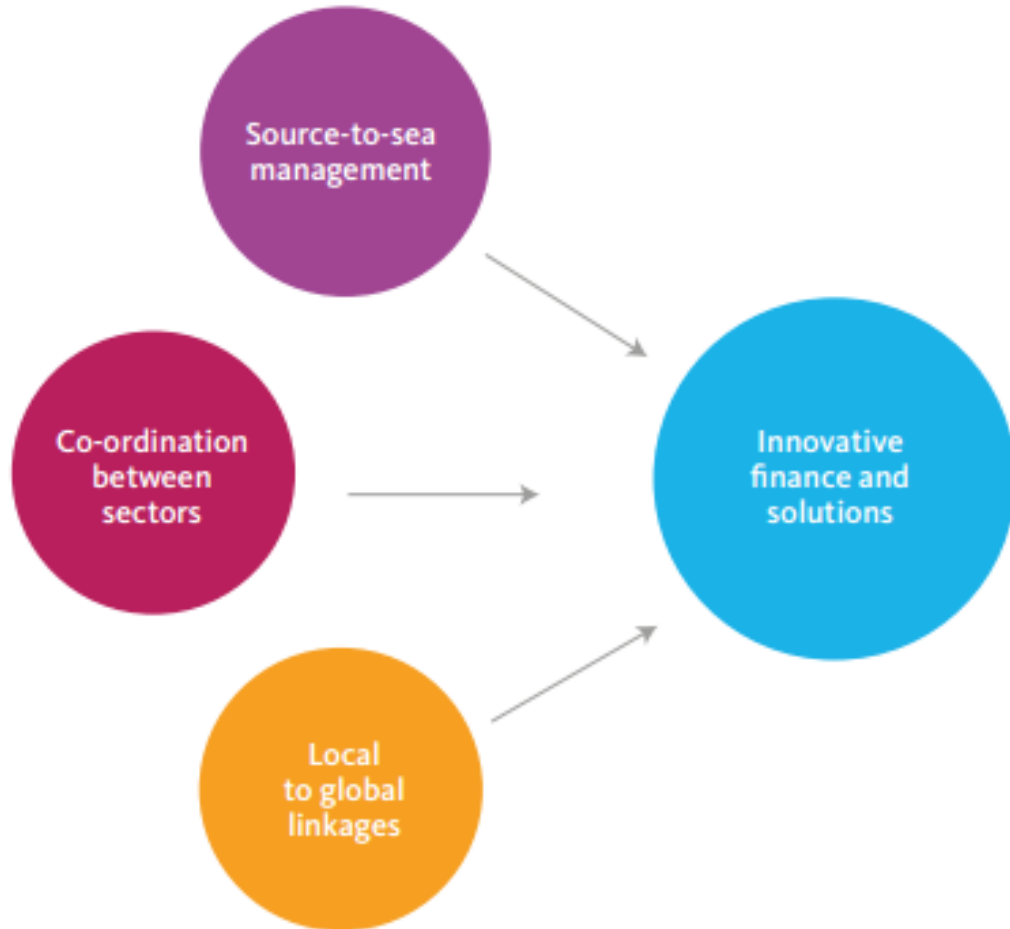 Source-to-sea
management
Co-ordination
between
sectors
Innovative
finance and
solutions
Local
to global
linkages